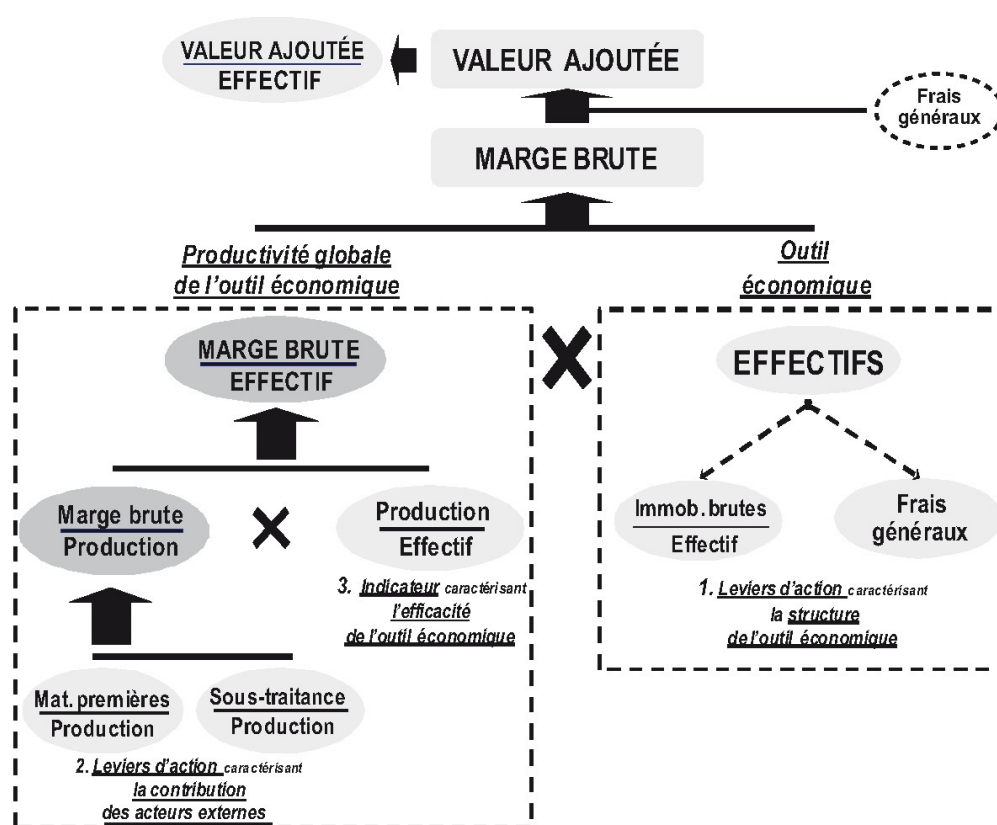 VALEUR AJOUTÉE
EFFECTIF
VALEUR AJOUTÉE
Frais
généraux
MARGE BRUTE
Productivité globale
de l'outil économique
Outil
économique
MARGE BRUTE
EFFECTIF
EFFECTIFS
Marge brute
Production
Production
Effectif
Immob. brutes
Effectif
Frais
généraux
3. Indicateur caractérisant
l'efficacité
de l'outil économique
1. Leviers d'action caractérisant
la structure
de l'outil économique
Mat. premières
Production
Sous-traitance
Production
2. Leviers d'action caractérisant
la contribution
des acteurs externes